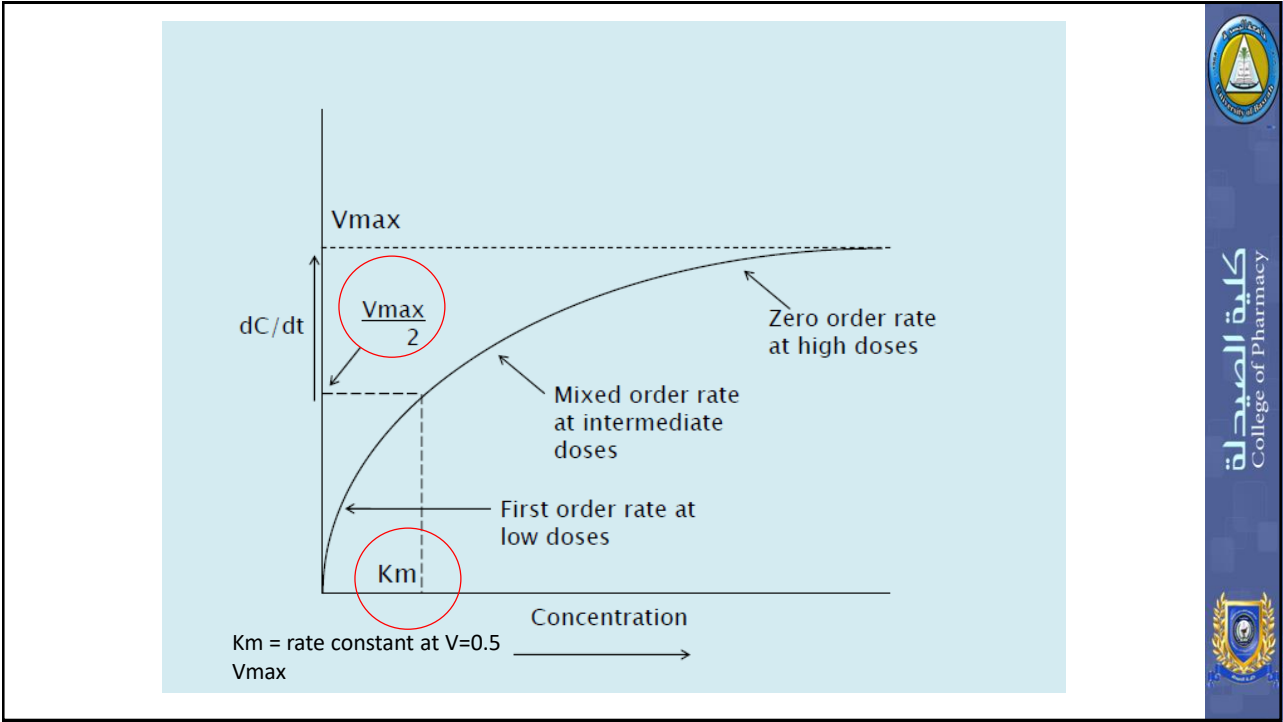 Vmax
Vmax
2
dC/dt
Zero order rate
at high doses
Mixed order rate
at intermediate
doses
First order rate at
low doses
Km
Concentration
Km = rate constant at V=0.5
Vmax
كلية الصيدلة
College of Pharmacy